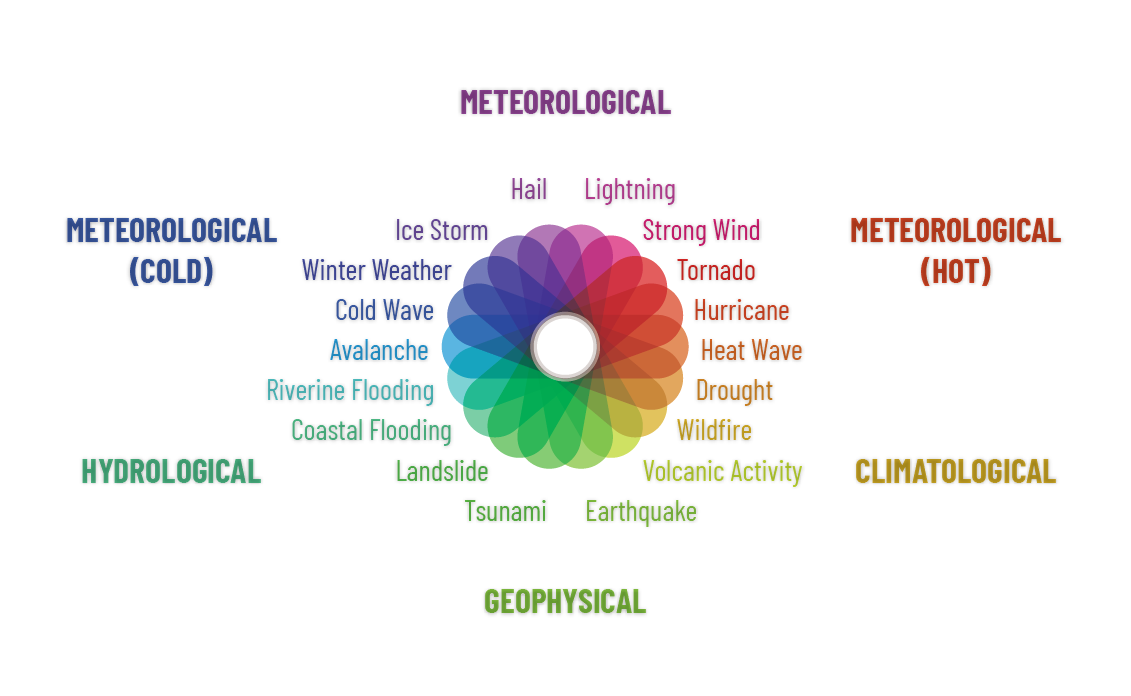 METEOROLOGICAL
Hail
Lightning
METEOROLOGICAL
(COLD)
Ice Storm
Strong Wind
METEOROLOGICAL
(HOT)
Winter Weather
Tornado
Cold Wave
Hurricane
Avalanche
Heat Wave
Riverine Flooding
Drought
Coastal Flooding
Wildfire
HYDROLOGICAL
Landslide
Volcanic Activity
CLIMATOLOGICAL
Tsunami
Earthquake
GEOPHYSICAL